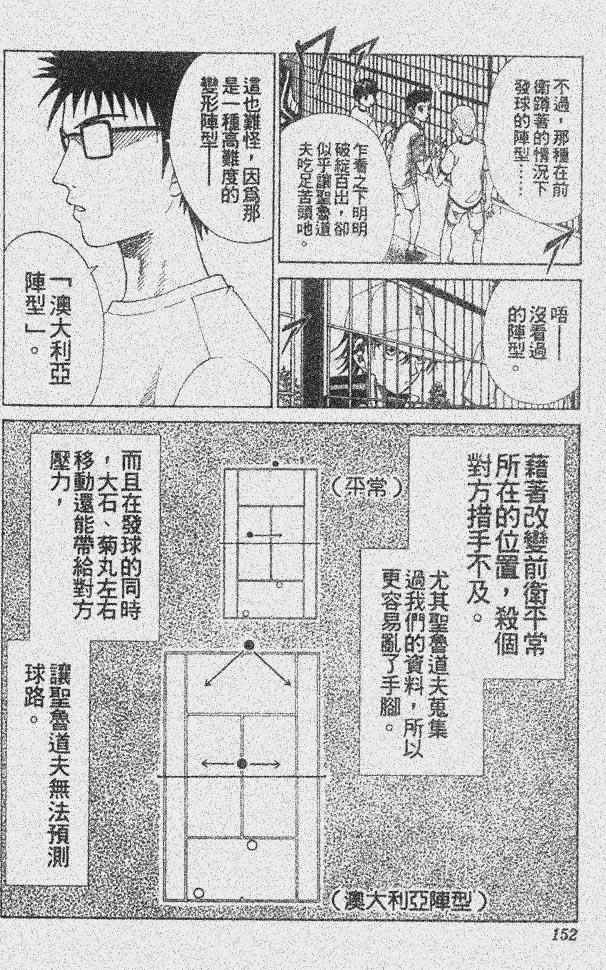 不過，那種在前
衛蹲著的情況下
發球的陣型……
乍看之下明明
破綻百出，卻
似乎讓聖魯道
夫吃足苦頭吔。
這也難怪，因為那
是一種高難度的
變形陣型——
唔——
沒看過
的陣型。
「澳大利亞
陣型」。
藉著改變前衛平常
所在的位置，殺個
對方措手不及。
尤其聖魯道夫蒐集
過我們的資料，所以
更容易亂了手腳。
（平常）
而且在發球的同時
，大石、菊丸左右
移動還能帶給對方
壓力，
讓聖魯道夫無法預測
球路。
（澳大利亞陣型）
152